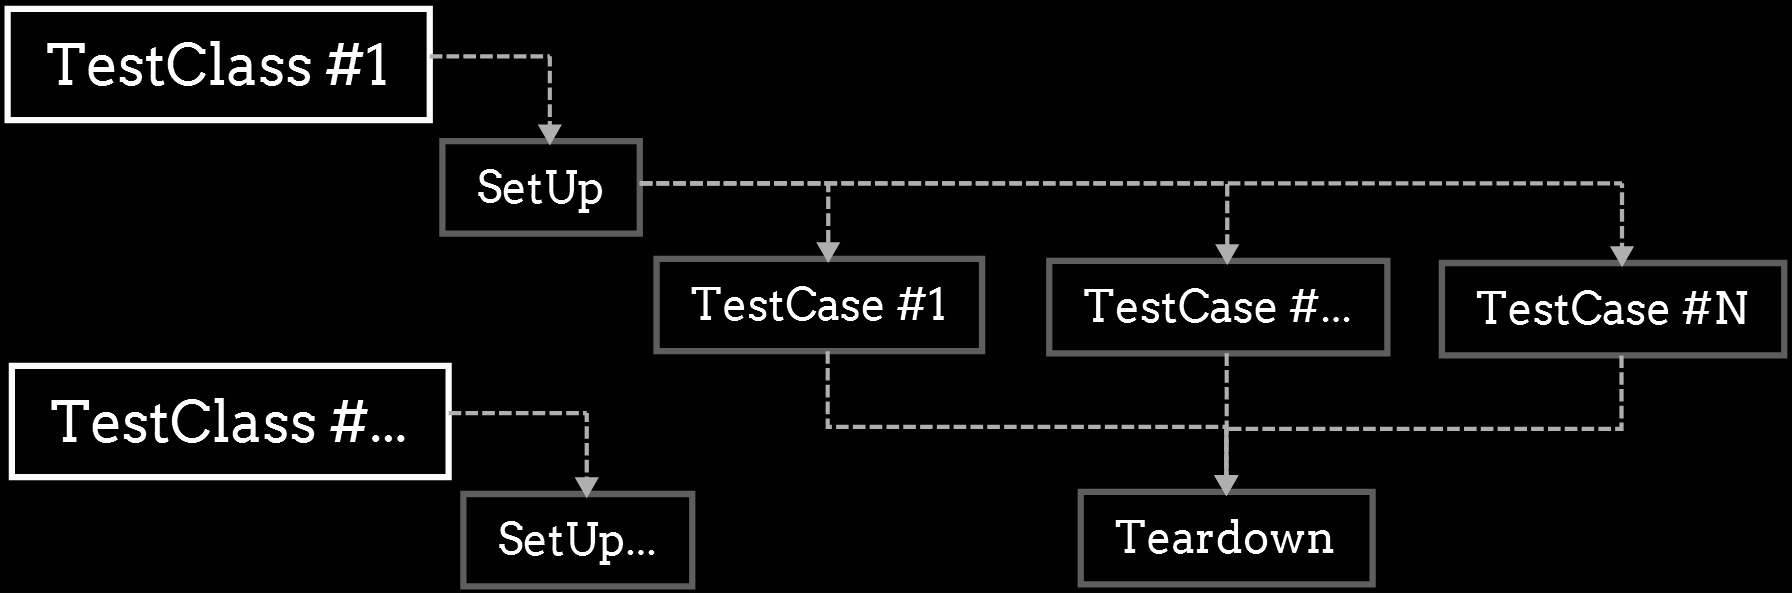 TestClass #1
SetUp
TestCase #1
TestCase #...
TestCase #N
TestClass #...
SetUp...
Teardown